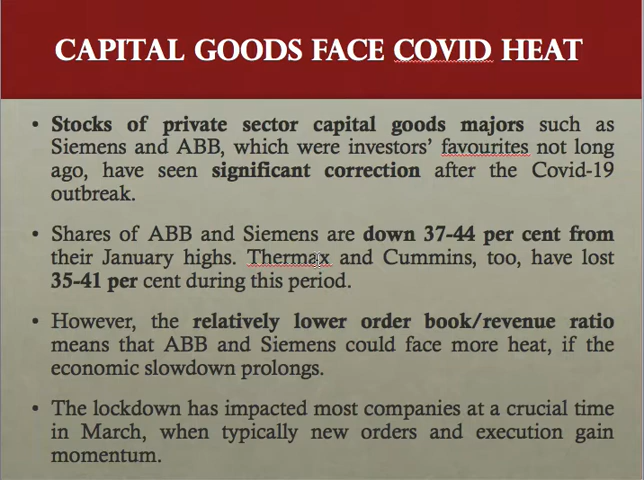 CAPITAL GOODS FACE COVID HEAT
• Stocks of private sector capital goods majors such as
Siemens and ABB, which were investors' favourites not long
ago, have seen significant correction after the Covid-19
outbreak.
• Shares of ABB and Siemens are down 37-44 per cent from
their January highs. Thermax and Cummins, too, have lost
35-41 per cent during this period.
• However, the relatively lower order book/revenue ratio
means that ABB and Siemens could face more heat, if the
economic slowdown prolongs.
• The lockdown has impacted most companies at a crucial time
in March, when typically new orders and execution gain
momentum.